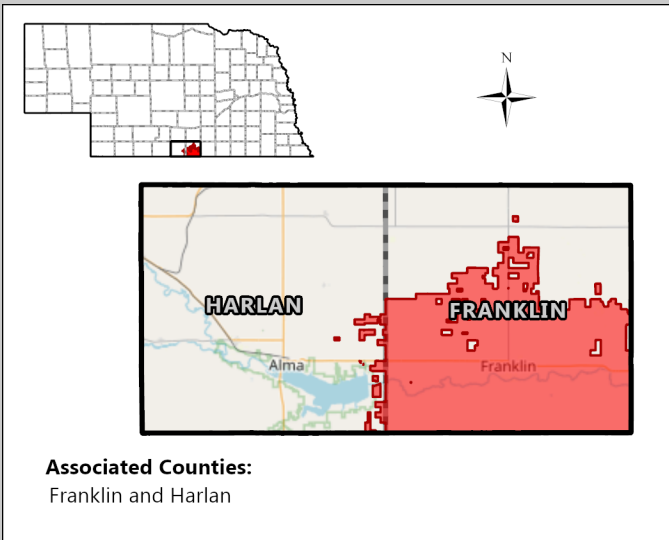 N
HARLAN
FRANKLIN
Alma
Franklin
Associated Counties:
Franklin and Harlan